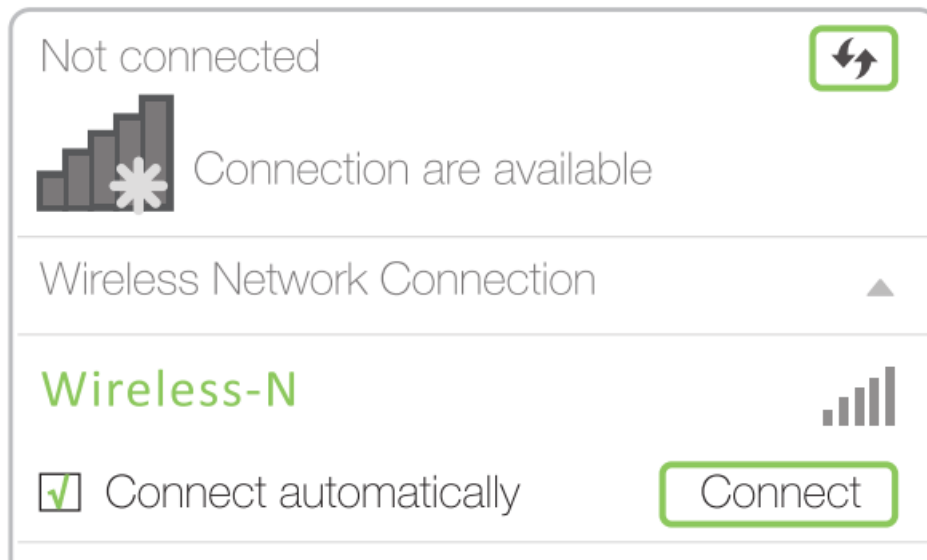 Not connected
Connection are available
Wireless Network Connection
Wireless-N
Connect automatically
Connect